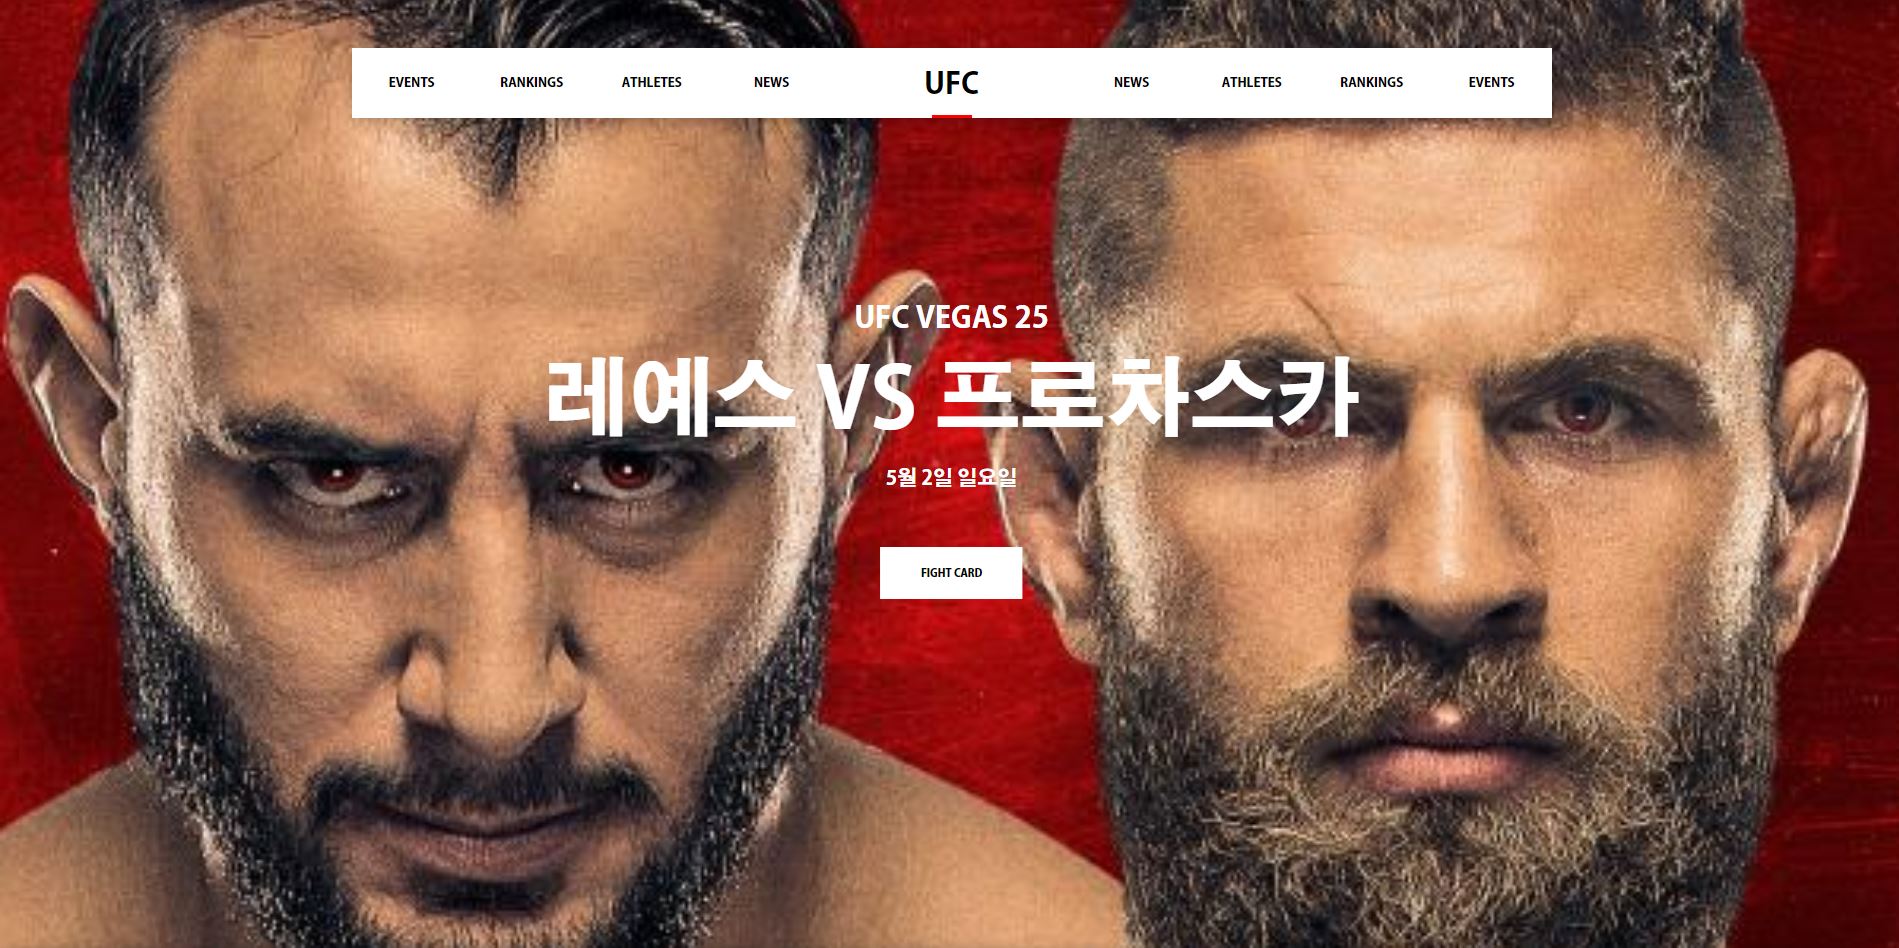 EVENTS RANKINGS ATHLETES NEWS UFC NEWS ATHLETES RANKINGS EVENTS
UFC VEGAS 25
레예스 VS 프로차스카
5월 2일 일요일
FIGHT CARD